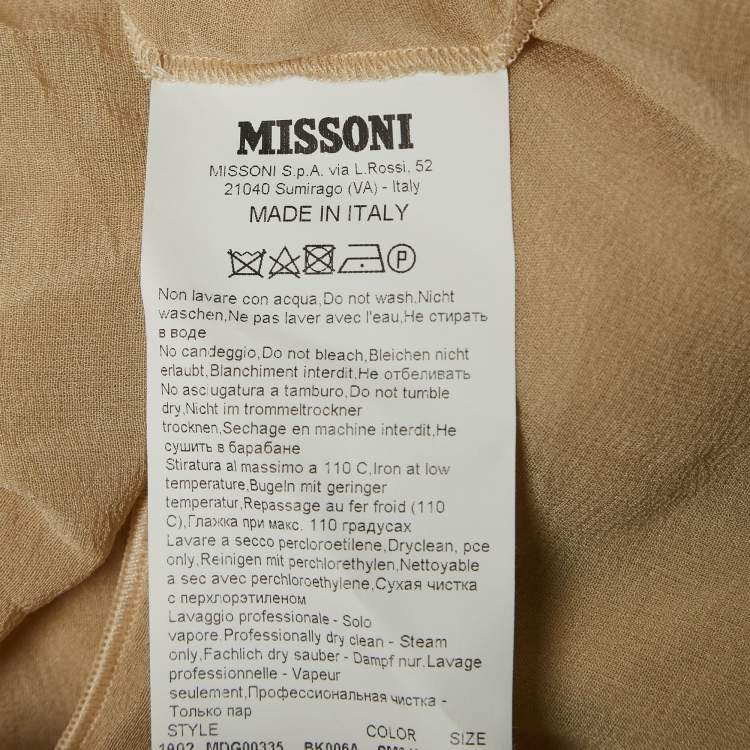 MISSONI
MISSONI S.p.A. via L.Rossi, 52
21040 Sumirago (VA) - Italy
MADE IN ITALY
P
Non lavare con acqua,Do not wash,Nicht
waschen,Ne pas laver avec l'eau,Не стирать
в воде
No candeggio,Do not bleach,Bleichen nicht
erlaubt,Blanchiment interdit,Не отбеливать
No asciugatura a tamburo,Do not tumble
dry,Nicht im trommeltrockner
trocknen,Sechage en machine interdit,Не
сушить в барабане
Stiratura al massimo a 110 C,Iron at low
temperature,Bugeln mit geringer
temperatur,Repassage au fer froid (110
C),Глажка при макс. 110 градусах
Lavare a secco percloroetilene,Dryclean, pce
only,Reinigen mit perchlorethylen,Nettoyable
a sec avec perchloroethylene,Сухая чистка
с перхлорэтиленом
Lavaggio professionale - Solo
vapore,Professionally dry clean - Steam
only,Fachlich dry sauber - Dampf nur,Lavage
professionnelle - Vapeur
seulement,Профессиональная чистка -
Только пар
STYLE COLOR SIZE
1902 MDG00335 BK006A